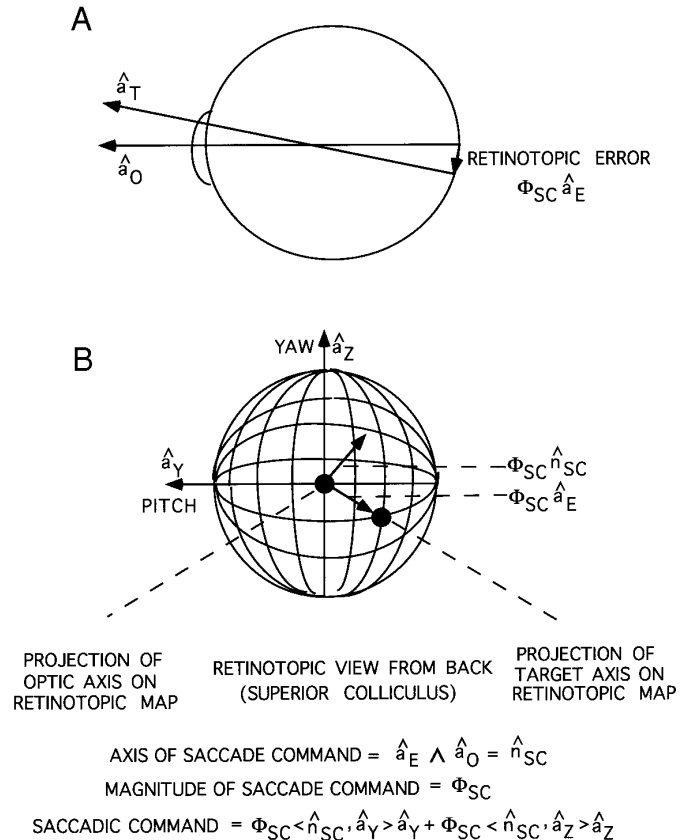 A
â_T
â_O
RETINOTOPIC ERROR
Φ_SC â_E
B
YAW
â_Z
â_Y
PITCH
Φ_SC n̂_SC
Φ_SC â_E
PROJECTION OF
OPTIC AXIS ON
RETINOTOPIC MAP
RETINOTOPIC VIEW FROM BACK
(SUPERIOR COLLICULUS)
PROJECTION OF
TARGET AXIS ON
RETINOTOPIC MAP
AXIS OF SACCADE COMMAND = â_E ∧ â_O = n̂_SC
MAGNITUDE OF SACCADE COMMAND = Φ_SC
SACCADIC COMMAND = Φ_SC < n̂_SC, â_Y > â_Y + Φ_SC < n̂_SC, â_Z > â_Z